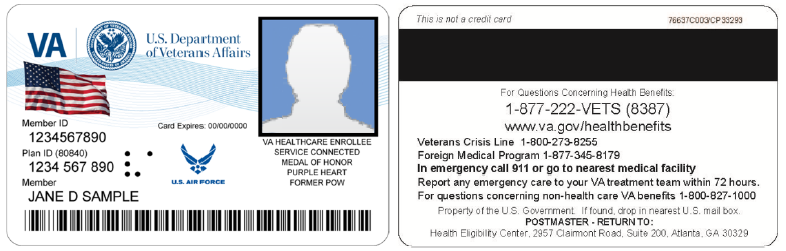 VA
U.S. Department
of Veterans Affairs
Member ID
1234567890
Card Expires: 00/00/0000
Plan ID (80840)
1234 567 890
U.S. AIR FORCE
Member
JANE D SAMPLE
VA HEALTHCARE ENROLLEE
SERVICE CONNECTED
MEDAL OF HONOR
PURPLE HEART
FORMER POW
This is not a credit card
76637C003/CP33293
For Questions Concerning Health Benefits:
1-877-222-VETS (8387)
www.va.gov/healthbenefits
Veterans Crisis Line 1-800-273-8255
Foreign Medical Program 1-877-345-8179
In emergency call 911 or go to nearest medical facility
Report any emergency care to your VA treatment team within 72 hours.
For questions concerning non-health care VA benefits 1-800-827-1000
Property of the U.S. Government. If found, drop in nearest U.S. mail box.
POSTMASTER - RETURN TO:
Health Eligibility Center, 2957 Clairmont Road, Suite 200, Atlanta, GA 30329